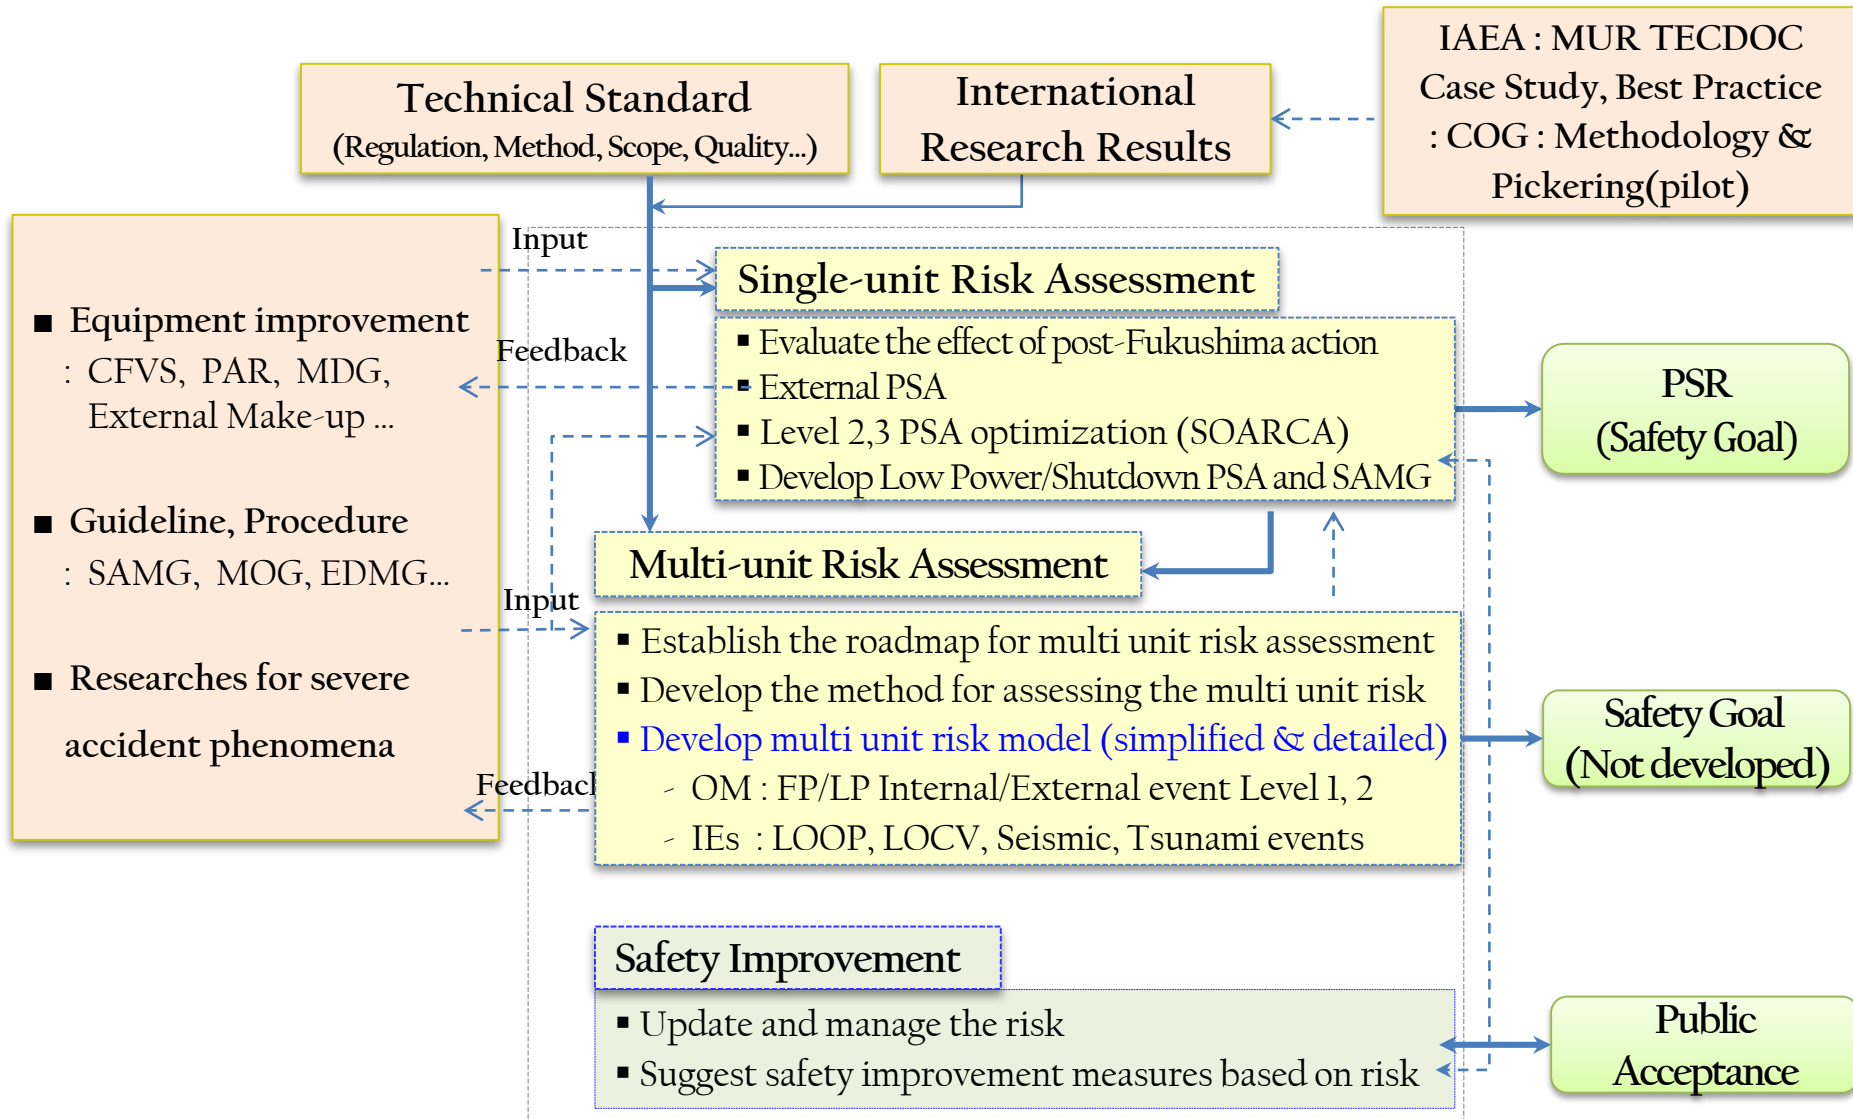 IAEA : MUR TECDOC
Case Study, Best Practice
: COG : Methodology &
Pickering(pilot)
Technical Standard
(Regulation, Method, Scope, Quality...)
International
Research Results
Input
Single-unit Risk Assessment
■ Equipment improvement
: CFVS, PAR, MDG,
External Make-up ...
■ Guideline, Procedure
: SAMG, MOG, EDMG...
■ Researches for severe
accident phenomena
Feedback
▪ Evaluate the effect of post-Fukushima action
▪ External PSA
▪ Level 2,3 PSA optimization (SOARCA)
▪ Develop Low Power/Shutdown PSA and SAMG
PSR
(Safety Goal)
Multi-unit Risk Assessment
Input
▪ Establish the roadmap for multi unit risk assessment
▪ Develop the method for assessing the multi unit risk
▪ Develop multi unit risk model (simplified & detailed)
- OM : FP/LP Internal/External event Level 1, 2
- IEs : LOOP, LOCV, Seismic, Tsunami events
Feedback
Safety Goal
(Not developed)
Safety Improvement
▪ Update and manage the risk
▪ Suggest safety improvement measures based on risk
Public
Acceptance